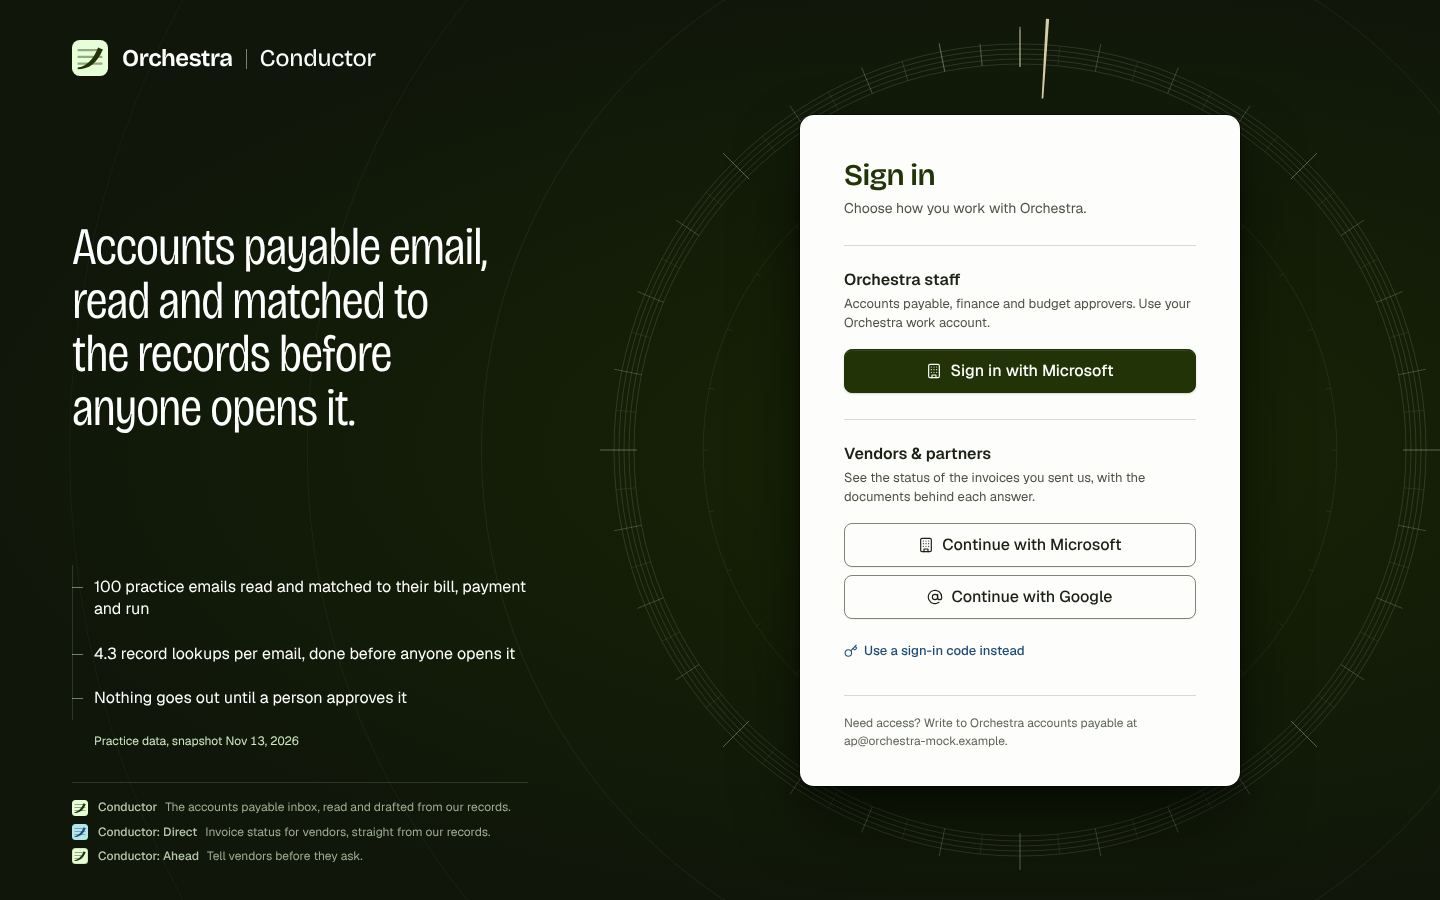 Orchestra | Conductor
Accounts payable email,
read and matched to
the records before
anyone opens it.
100 practice emails read and matched to their bill, payment
and run
4.3 record lookups per email, done before anyone opens it
Nothing goes out until a person approves it
Practice data, snapshot Nov 13, 2026
Conductor The accounts payable inbox, read and drafted from our records.
Conductor: Direct Invoice status for vendors, straight from our records.
Conductor: Ahead Tell vendors before they ask.
Sign in
Choose how you work with Orchestra.
Orchestra staff
Accounts payable, finance and budget approvers. Use your
Orchestra work account.
Sign in with Microsoft
Vendors & partners
See the status of the invoices you sent us, with the
documents behind each answer.
Continue with Microsoft
Continue with Google
Use a sign-in code instead
Need access? Write to Orchestra accounts payable at
ap@orchestra-mock.example.